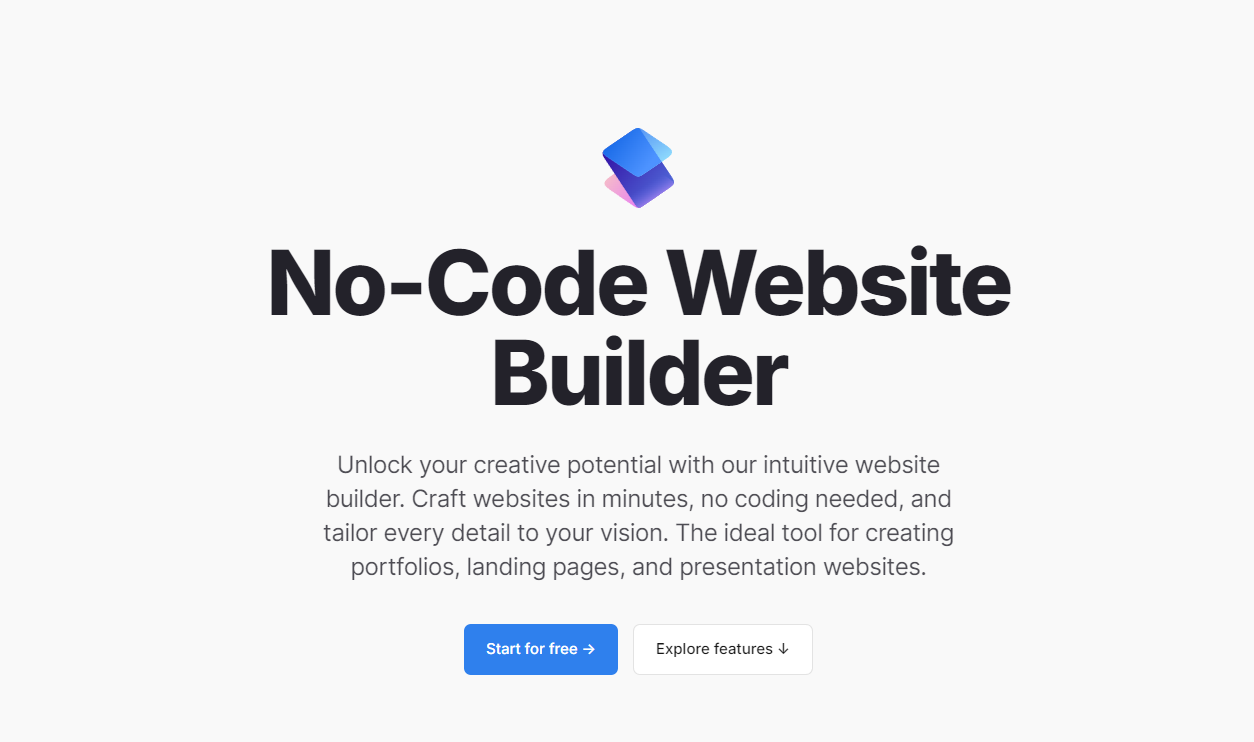 No-Code Website
Builder
Unlock your creative potential with our intuitive website
builder. Craft websites in minutes, no coding needed, and
tailor every detail to your vision. The ideal tool for creating
portfolios, landing pages, and presentation websites.
Start for free →
Explore features ↓